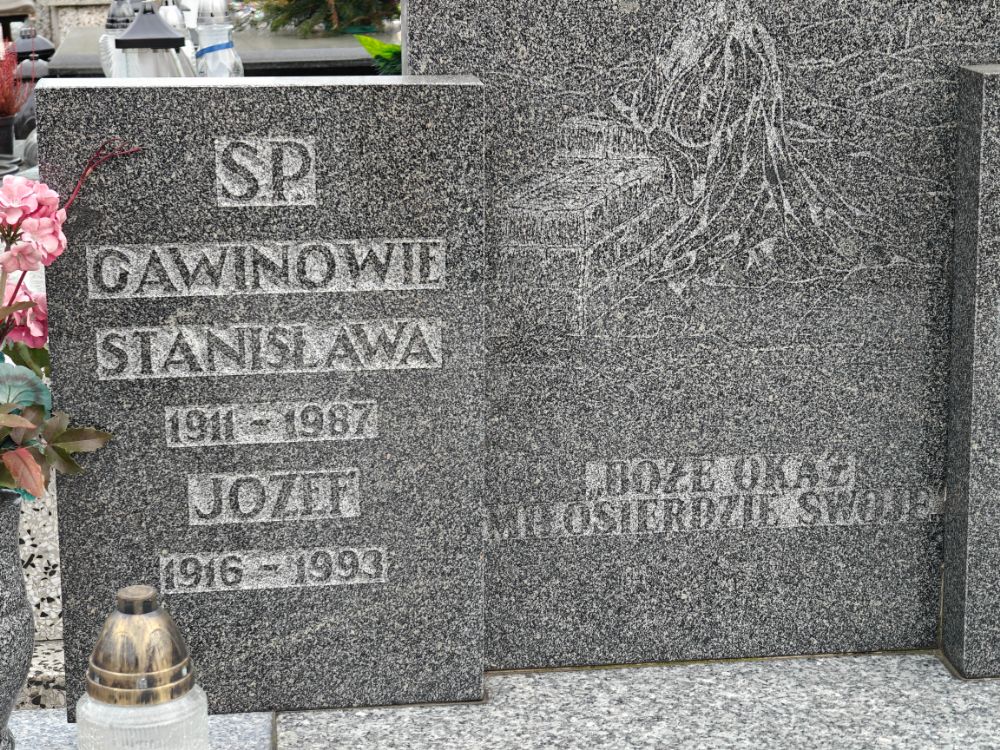 SP.
GAWINOWIE
STANISŁAWA
1911 - 1987
JÓZEF
1916 - 1993
„BOŻE OKAŻ
MIŁOSIERDZIE SWOJE”